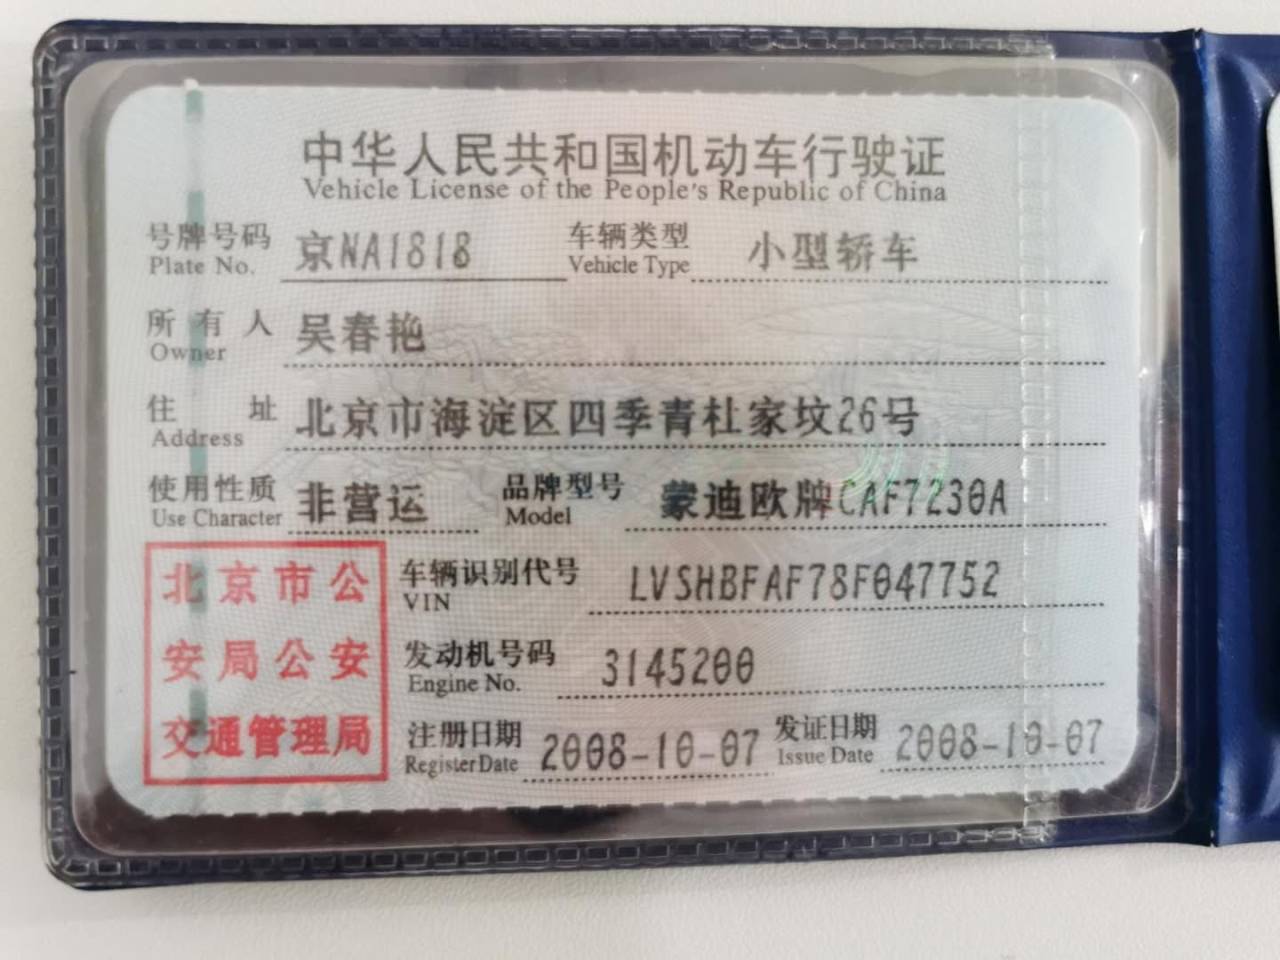 中华人民共和国机动车行驶证
Vehicle License of the People's Republic of China
号牌号码 京NA1818 车辆类型 小型轿车
Plate No. Vehicle Type
所有人 吴春艳
Owner
住址 北京市海淀区四季青杜家坟26号
Address
使用性质 非营运 品牌型号 蒙迪欧牌CAF7230A
Use Character Model
北京市公
安局公安
交通管理局
车辆识别代号 LVSHBFAF78F047752
VIN
发动机号码 3145200
Engine No.
注册日期 2008-10-07 发证日期 2008-10-07
Register Date Issue Date